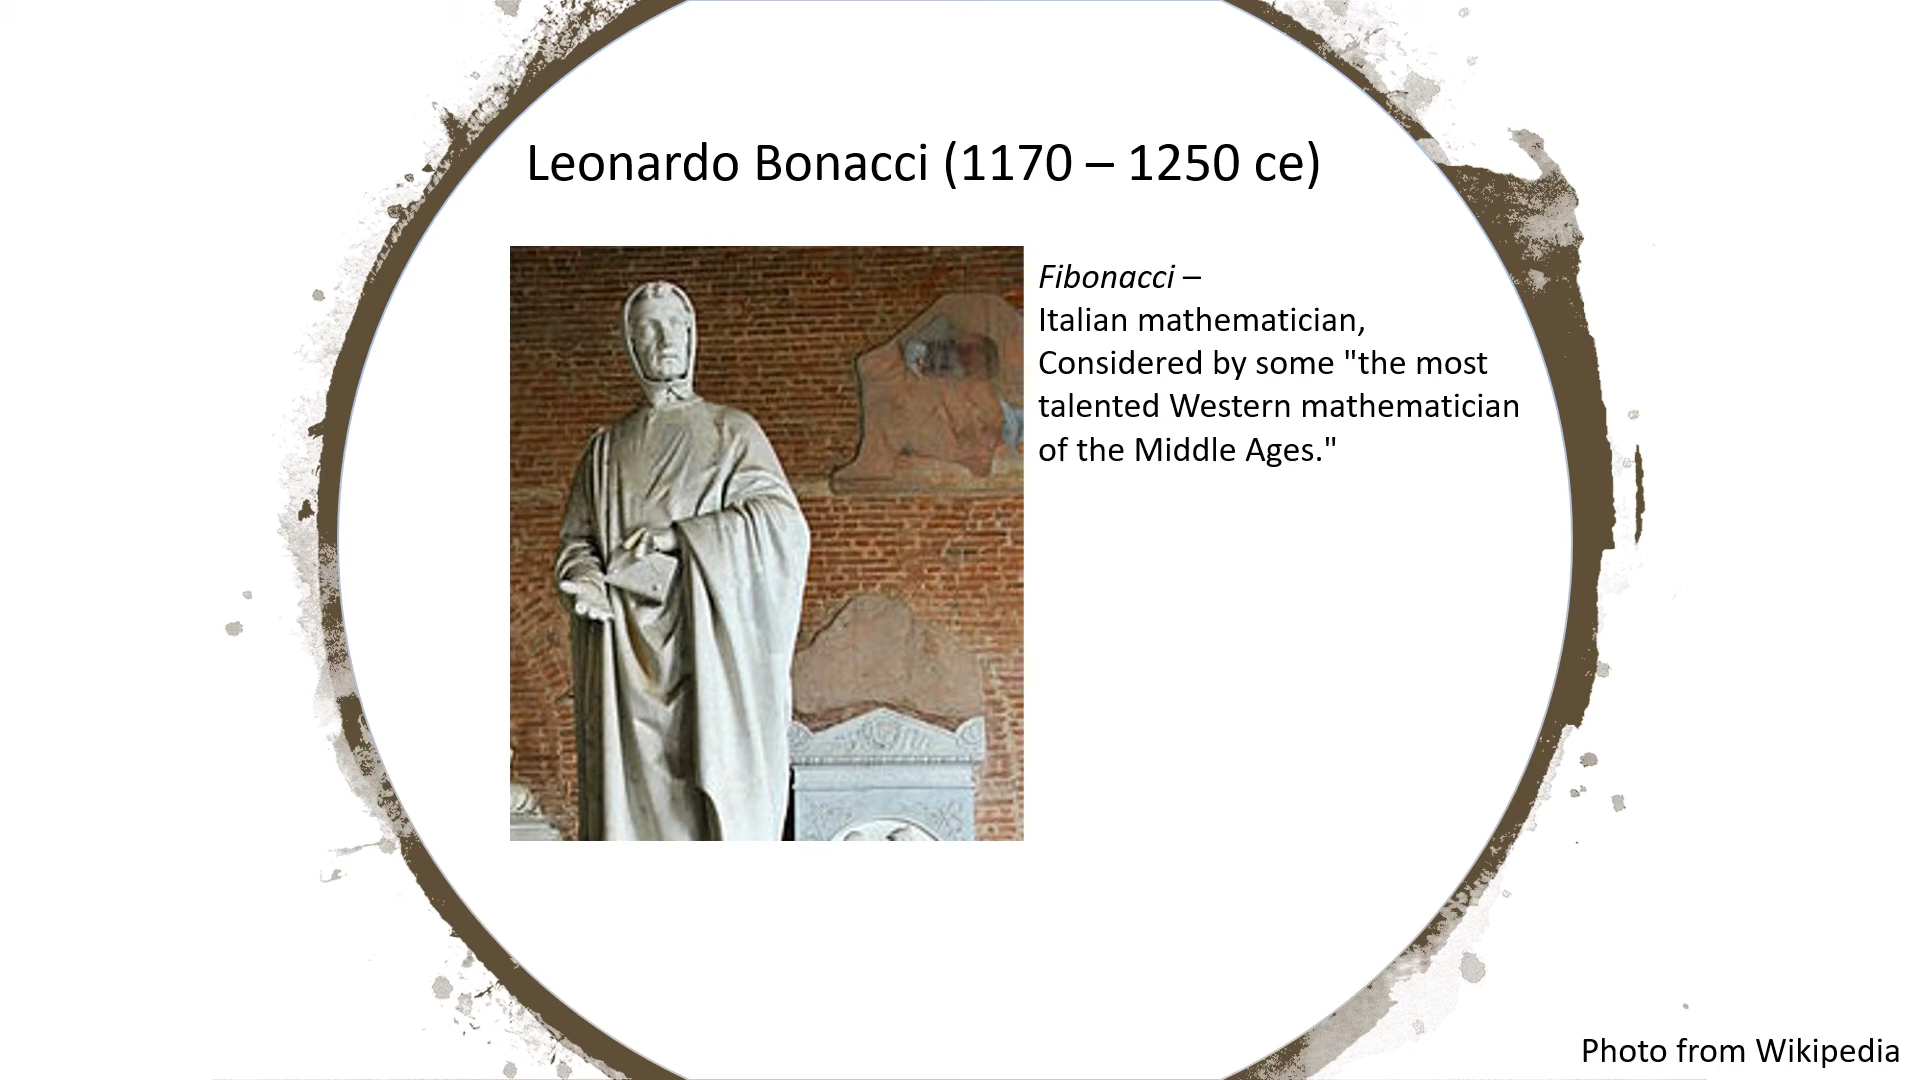 Leonardo Bonacci (1170 – 1250 ce)
Fibonacci –
Italian mathematician,
Considered by some "the most
talented Western mathematician
of the Middle Ages."
Photo from Wikipedia